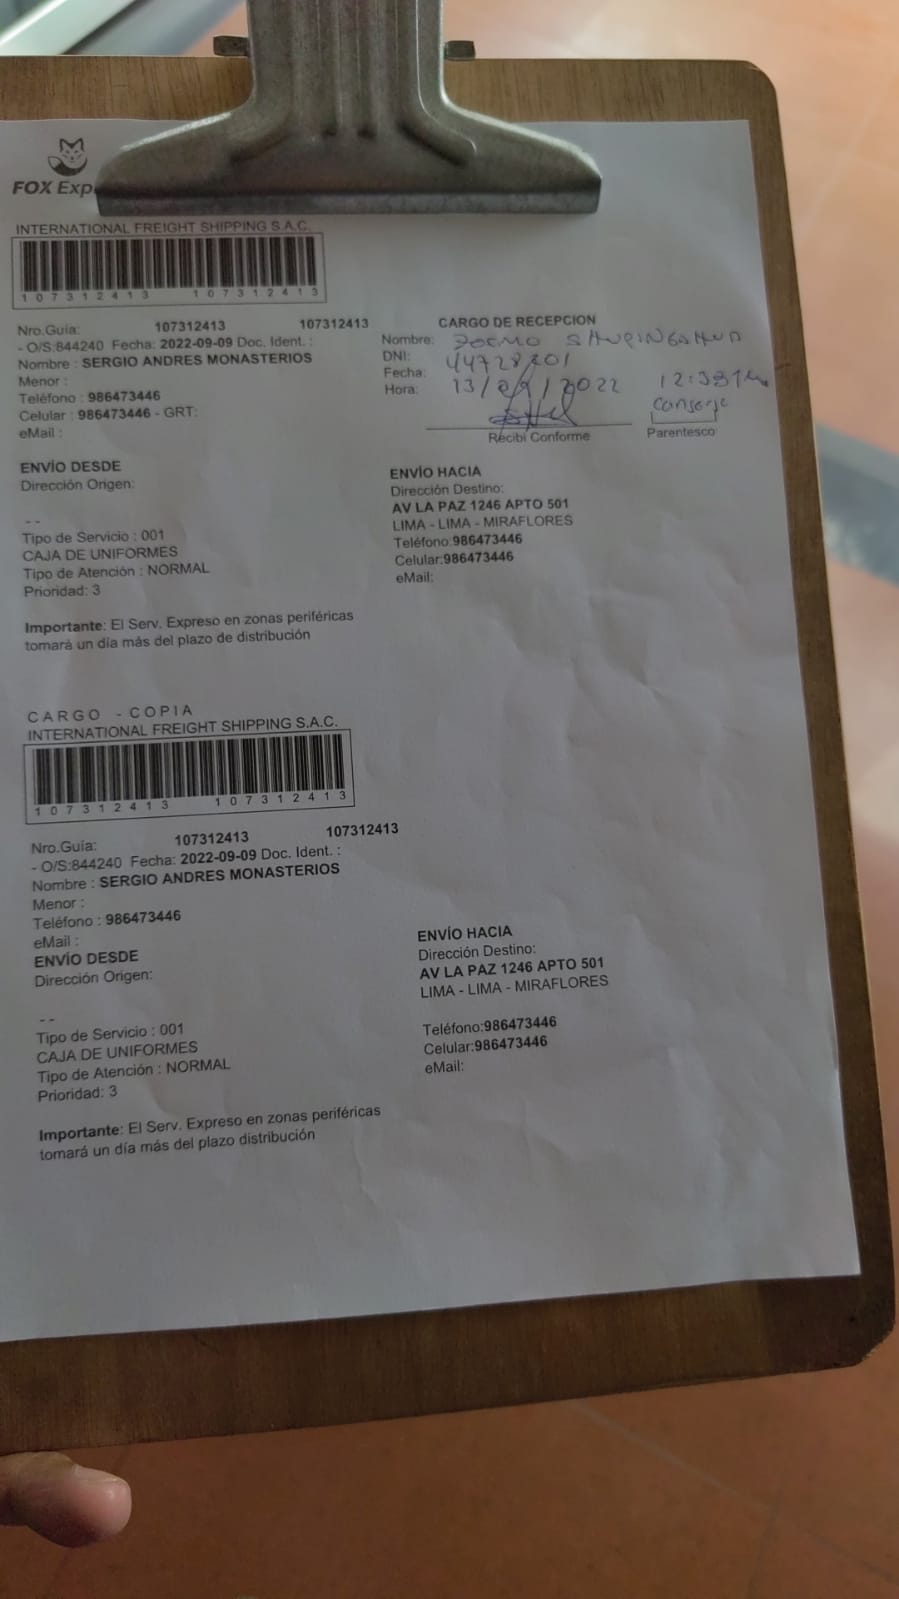 FOX Exp
INTERNATIONAL FREIGHT SHIPPING S.A.C.
107312413 107312413
Nro.Guía: 107312413 107312413
- O/S:844240 Fecha: 2022-09-09 Doc. Ident. :
Nombre : SERGIO ANDRES MONASTERIOS
Menor :
Teléfono : 986473446
Celular : 986473446 - GRT:
eMail :
CARGO DE RECEPCION
Nombre:
DNI: 44728201
Fecha:
Hora: 13/09/2022 12:33
Conserje
Recibi Conforme Parentesco
ENVÍO DESDE
Dirección Origen:
- -
Tipo de Servicio : 001
CAJA DE UNIFORMES
Tipo de Atención : NORMAL
Prioridad: 3
ENVÍO HACIA
Dirección Destino:
AV LA PAZ 1246 APTO 501
LIMA - LIMA - MIRAFLORES
Teléfono:986473446
Celular:986473446
eMail:
Importante: El Serv. Expreso en zonas periféricas
tomará un día más del plazo de distribución
CARGO - COPIA
INTERNATIONAL FREIGHT SHIPPING S.A.C.
107312413 107312413
Nro.Guía: 107312413 107312413
- O/S:844240 Fecha: 2022-09-09 Doc. Ident. :
Nombre : SERGIO ANDRES MONASTERIOS
Menor :
Teléfono : 986473446
eMail :
ENVÍO DESDE
Dirección Origen:
- -
Tipo de Servicio : 001
CAJA DE UNIFORMES
Tipo de Atención : NORMAL
Prioridad: 3
ENVÍO HACIA
Dirección Destino:
AV LA PAZ 1246 APTO 501
LIMA - LIMA - MIRAFLORES
Teléfono:986473446
Celular:986473446
eMail:
Importante: El Serv. Expreso en zonas periféricas
tomará un día más del plazo distribución